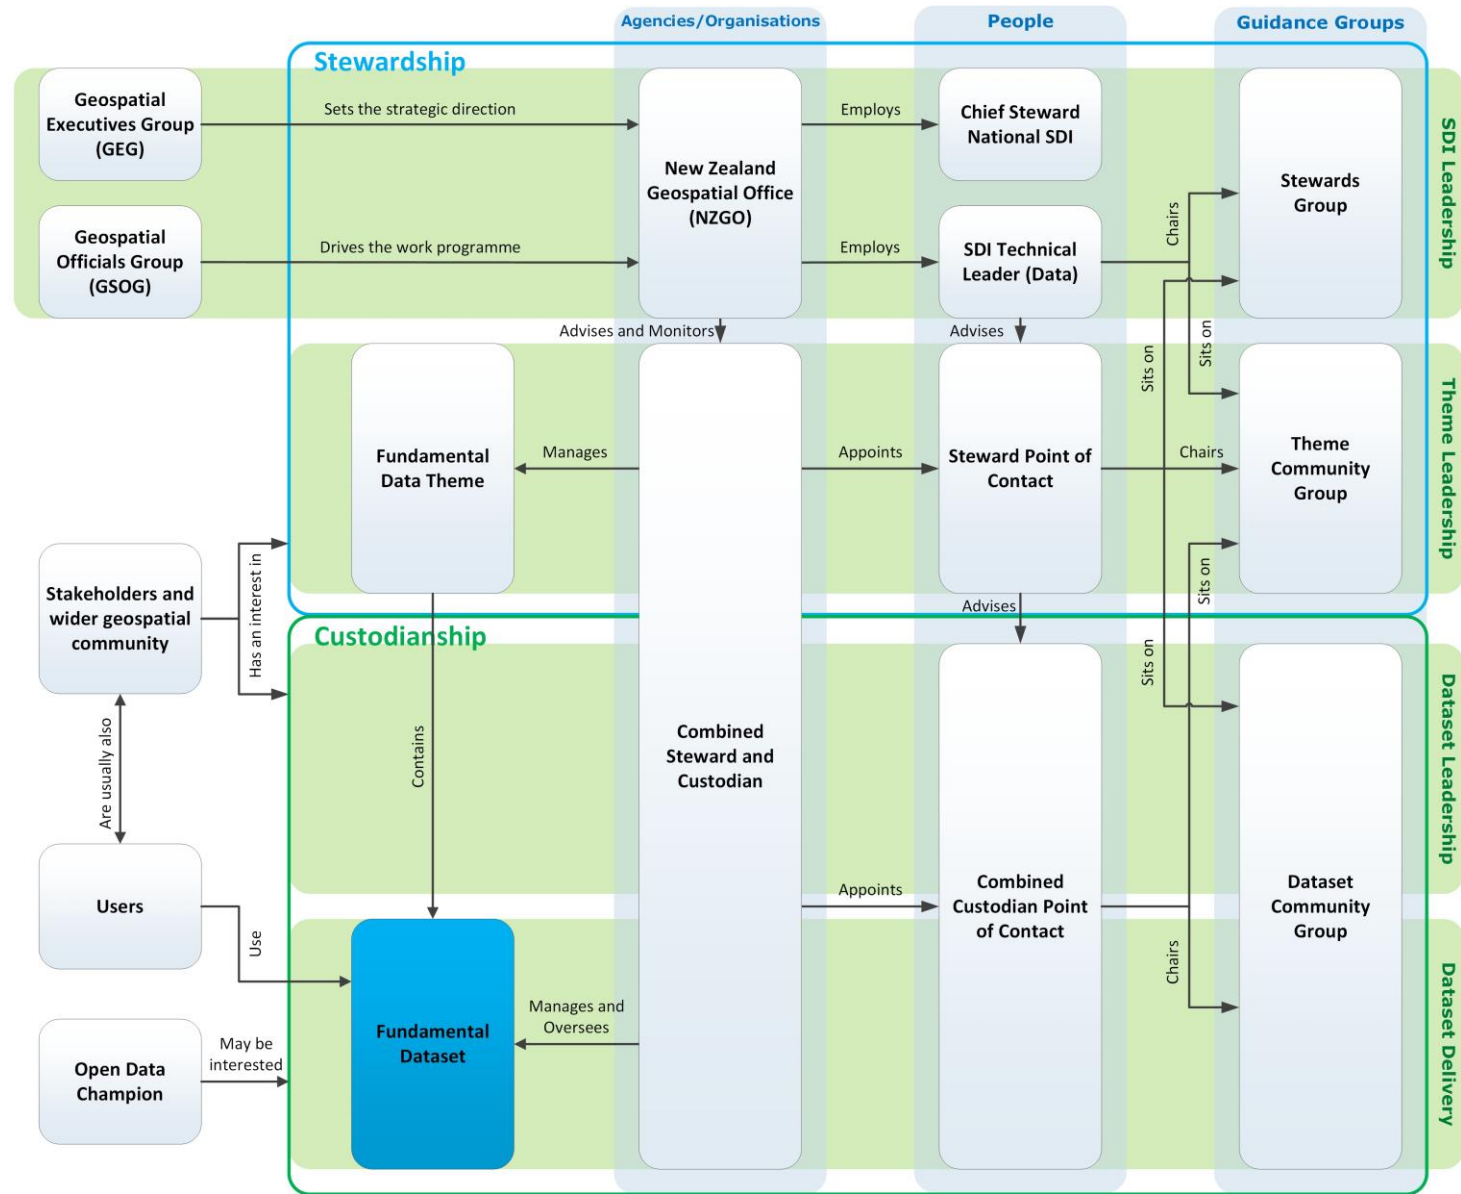 Agencies/Organisations
People
Guidance Groups
Stewardship
Geospatial
Executives Group
(GEG)
Sets the strategic direction
New Zealand
Geospatial Office
(NZGO)
Employs
Chief Steward
National SDI
Stewards
Group
SDI Leadership
Geospatial
Officials Group
(GSOG)
Drives the work programme
Employs
SDI Technical
Leader (Data)
Chairs
Sits on
Sits on
Advises and Monitors
Advises
Fundamental
Data Theme
Manages
Appoints
Steward Point of
Contact
Chairs
Theme
Community
Group
Theme Leadership
Stakeholders and
wider geospatial
community
Has an interest in
Advises
Sits on
Sits on
Custodianship
Contains
Combined
Steward and
Custodian
Dataset Leadership
Are usually also
Users
Use
Appoints
Combined
Custodian Point
of Contact
Chairs
Dataset
Community
Group
Fundamental
Dataset
Manages and
Oversees
Dataset Delivery
Open Data
Champion
May be
interested